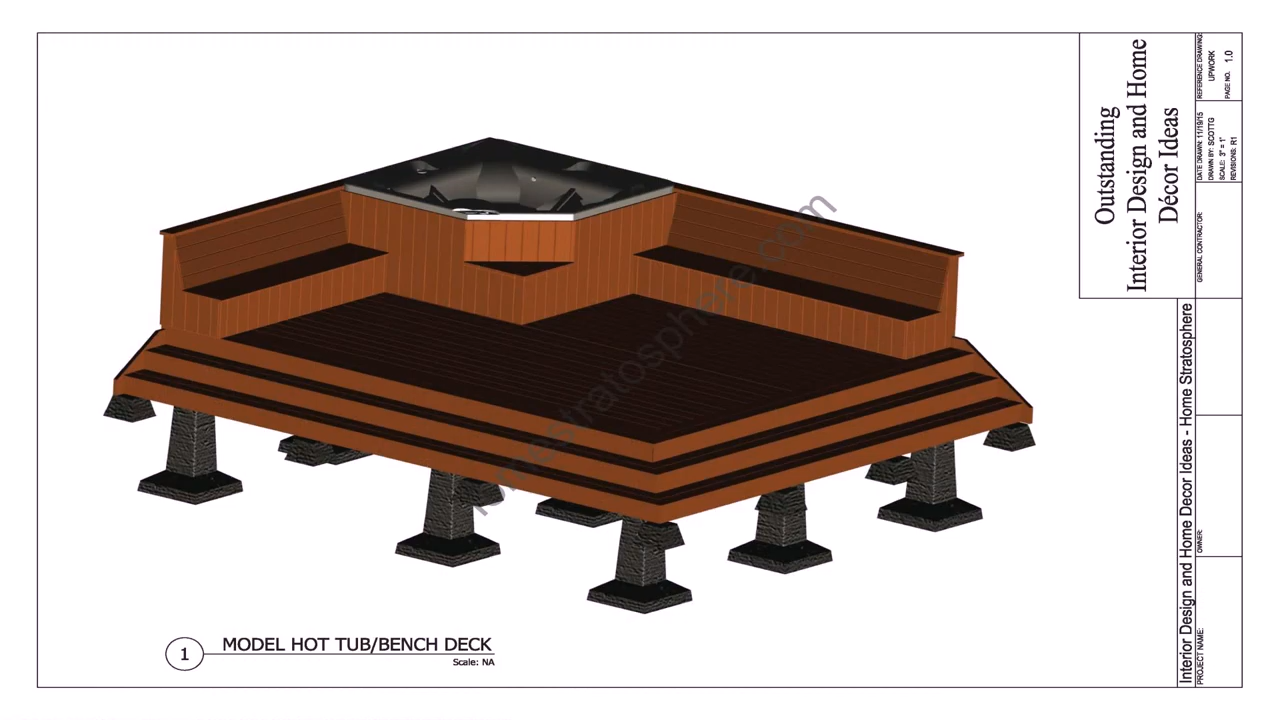 homestratosphere.com
1
MODEL HOT TUB/BENCH DECK
Scale: NA
Outstanding
Interior Design and Home
Décor Ideas
REFERENCE DRAWING:
UPWORK
PAGE NO. 1.0
DATE DRAWN: 11/19/15
DRAWN BY: SCOTTG
SCALE: 3" = 1'
REVISIONS: R1
GENERAL CONTRACTOR:
OWNER:
Interior Design and Home Decor Ideas - Home Stratosphere
PROJECT NAME: